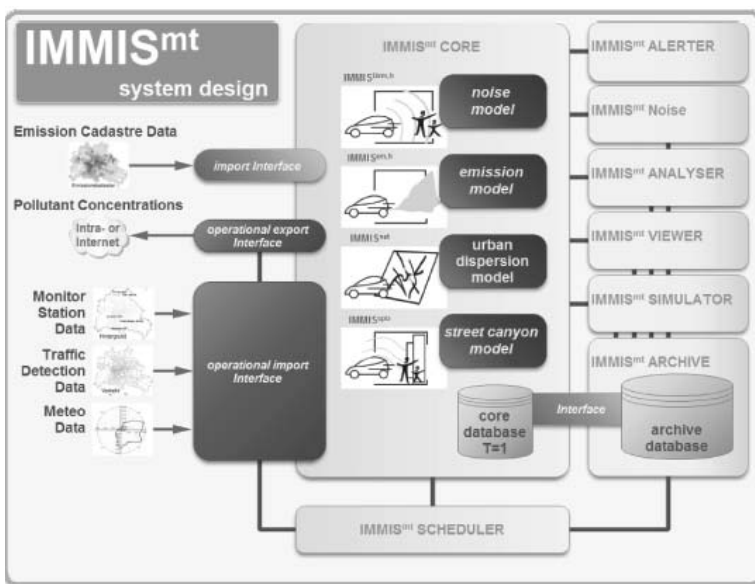 IMMISmt
system design
Emission Cadastre Data
import Interface
Pollutant Concentrations
Intra- or
Internet
operational export
Interface
Monitor
Station
Data
Traffic
Detection
Data
Meteo
Data
operational import
Interface
IMMISmt CORE
noise
model
IMMISem,h
emission
model
IMMISnet
urban
dispersion
model
street canyon
model
core
database
T=1
Interface
archive
database
IMMISmt ALERTER
IMMISmt Noise
IMMISmt ANALYSER
IMMISmt VIEWER
IMMISmt SIMULATOR
IMMISmt ARCHIVE
IMMISmt SCHEDULER